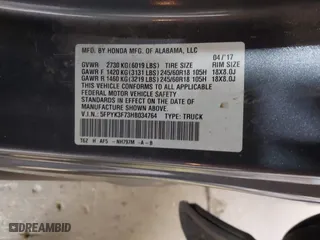 MFD. BY HONDA MFG. OF ALABAMA, LLC 04/17
GVWR 2730 KG(6019 LBS) TIRE SIZE RIM SIZE
GAWR F 1420 KG(3131 LBS) 245/60R18 105H 18X8.0J
GAWR R 1460 KG(3219 LBS) 245/60R18 105H 18X8.0J
THIS VEHICLE CONFORMS TO ALL APPLICABLE
FEDERAL MOTOR VEHICLE SAFETY
STANDARDS IN EFFECT ON THE DATE OF
MANUFACTURE SHOWN ABOVE.
V.I.N.: 5FPYK3F73HB034764 TYPE: TRUCK
T6Z H AF5 - NH797M A - B
DREAMBID